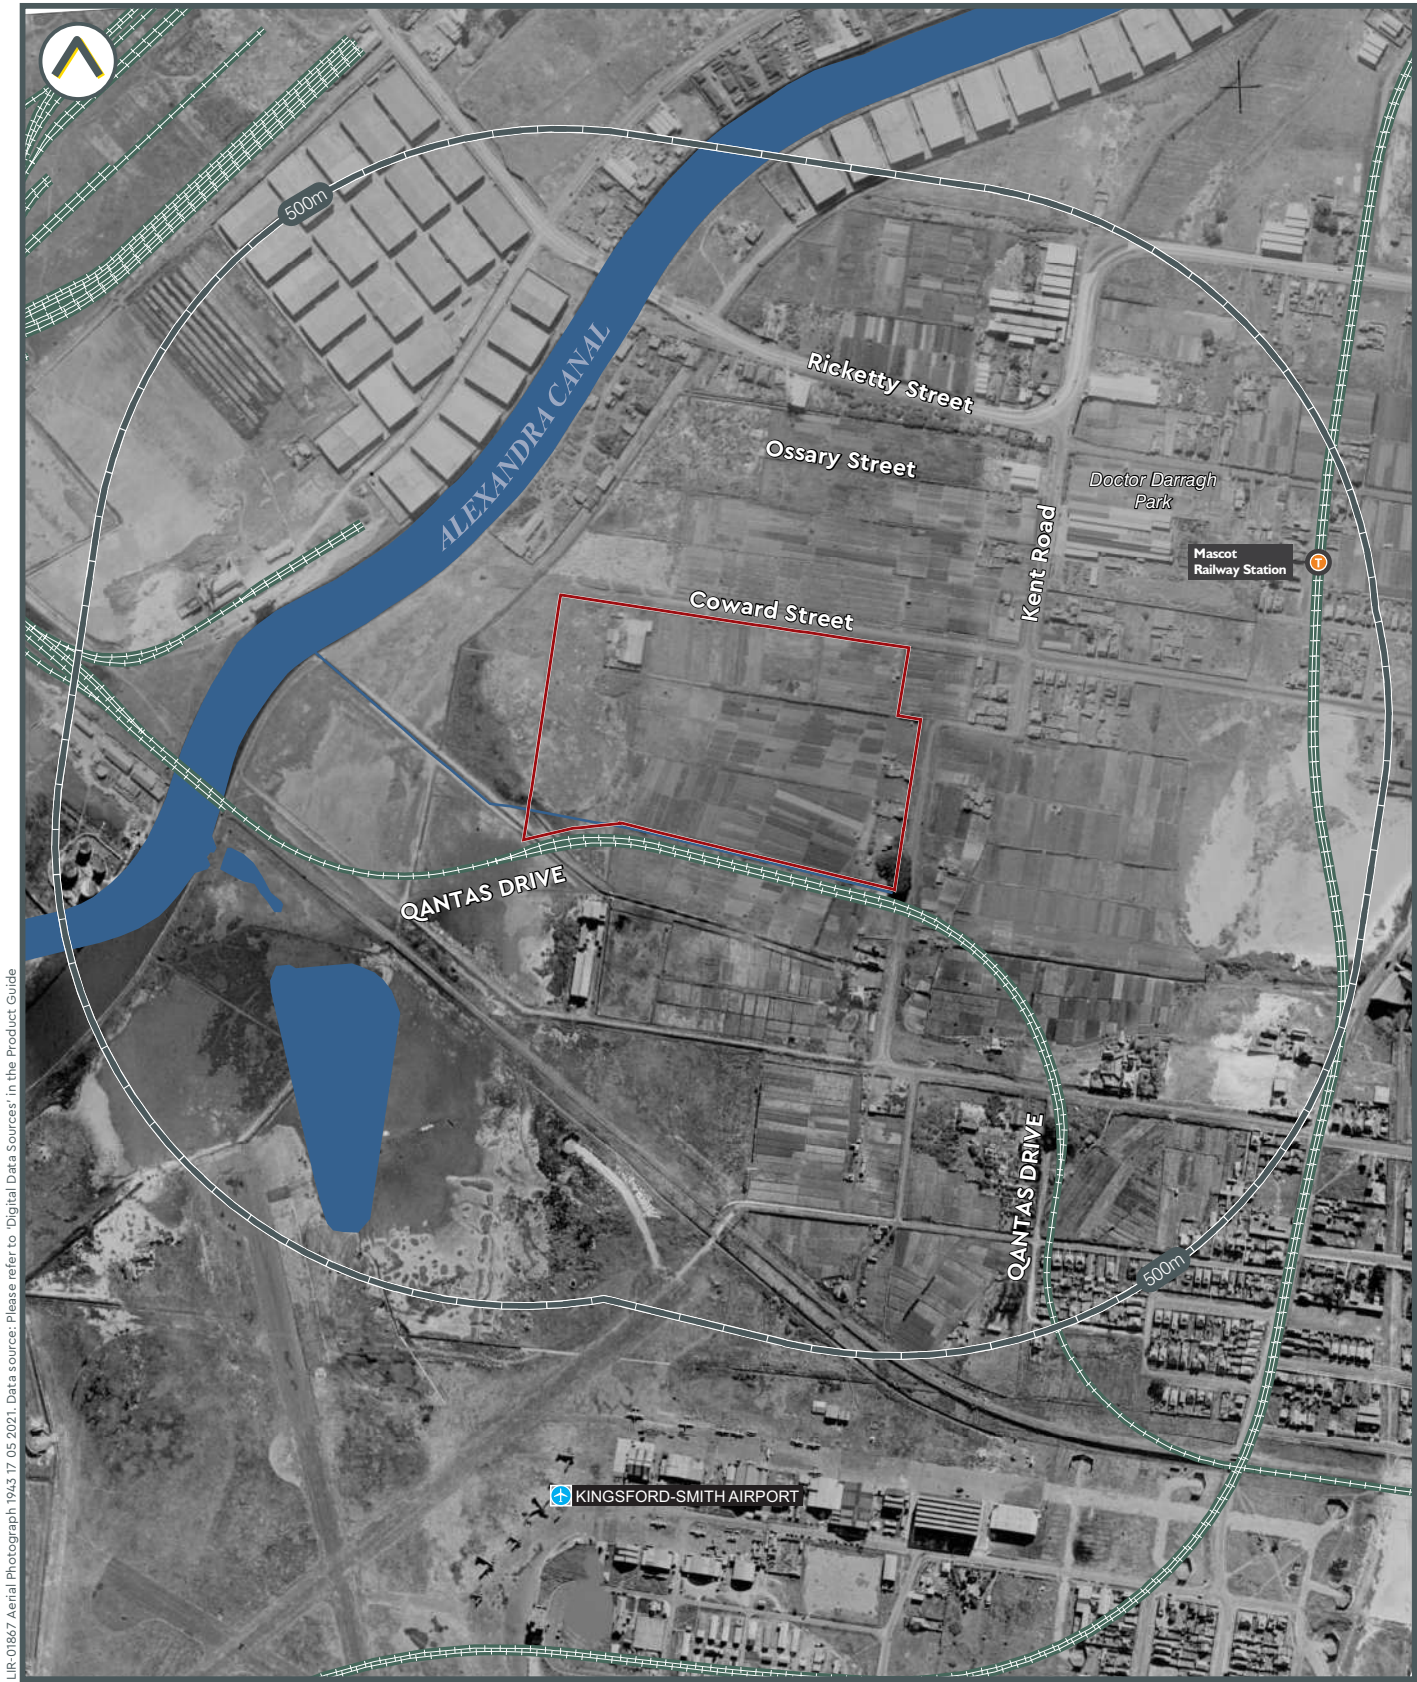 500m
ALEXANDRA CANAL
Ricketty Street
Ossary Street
Doctor Darragh
Park
Kent Road
Mascot
Railway Station
T
Coward Street
QANTAS DRIVE
QANTAS DRIVE
500m
KINGSFORD-SMITH AIRPORT
LIR-01867 Aerial Photograph 1943 17 05 2021. Data source: Please refer to 'Digital Data Sources' in the Product Guide